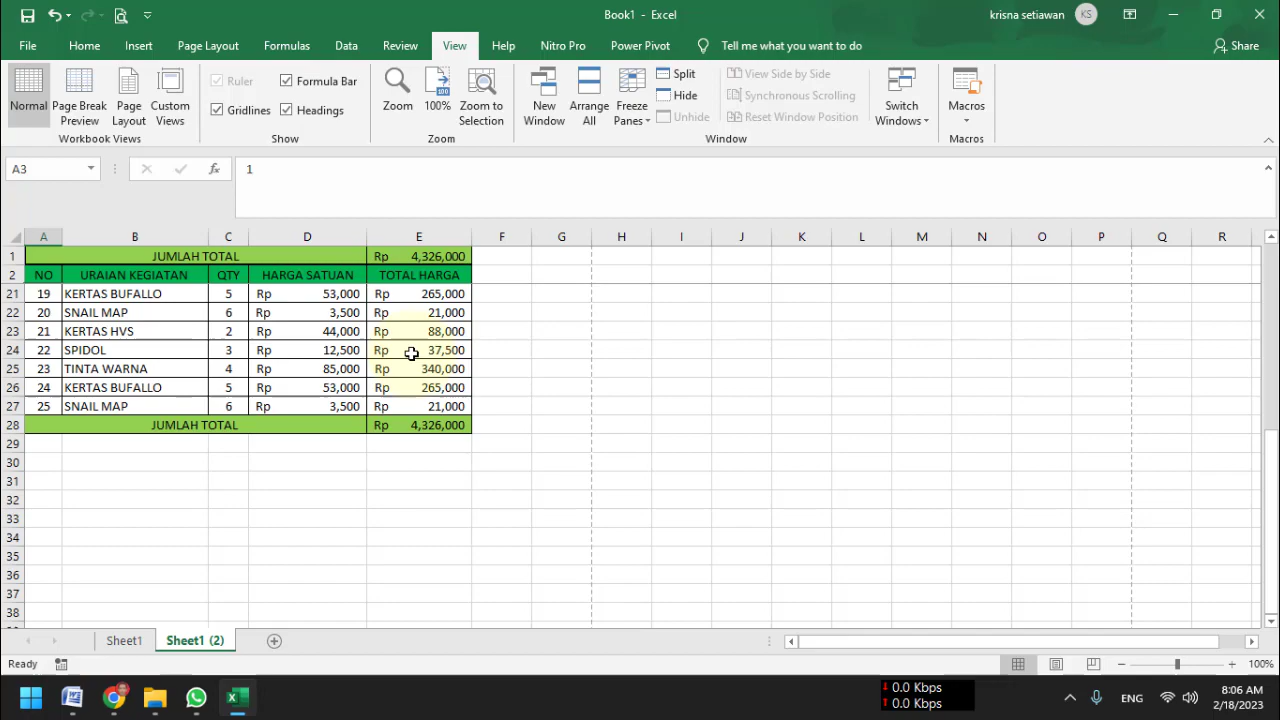 Book1 - Excel
krisna setiawan KS
File Home Insert Page Layout Formulas Data Review View Help Nitro Pro Power Pivot Tell me what you want to do Share
Normal
Page Break Preview
Page Layout
Custom Views
Workbook Views
Ruler
Formula Bar
Gridlines
Headings
Show
Zoom
100%
Zoom to Selection
Zoom
New Window
Arrange All
Freeze Panes
Split
Hide
Unhide
View Side by Side
Synchronous Scrolling
Reset Window Position
Window
Switch Windows
Macros
Macros
A3 fx 1
A B C D E F G H I J K L M N O P Q R
1 JUMLAH TOTAL Rp 4,326,000
2 NO URAIAN KEGIATAN QTY HARGA SATUAN TOTAL HARGA
21 19 KERTAS BUFALLO 5 Rp 53,000 Rp 265,000
22 20 SNAIL MAP 6 Rp 3,500 Rp 21,000
23 21 KERTAS HVS 2 Rp 44,000 Rp 88,000
24 22 SPIDOL 3 Rp 12,500 Rp 37,500
25 23 TINTA WARNA 4 Rp 85,000 Rp 340,000
26 24 KERTAS BUFALLO 5 Rp 53,000 Rp 265,000
27 25 SNAIL MAP 6 Rp 3,500 Rp 21,000
28 JUMLAH TOTAL Rp 4,326,000
29
30
31
32
33
34
35
36
37
38
Sheet1 Sheet1 (2)
Ready 100%
0.0 Kbps
0.0 Kbps
ENG
8:06 AM
2/18/2023